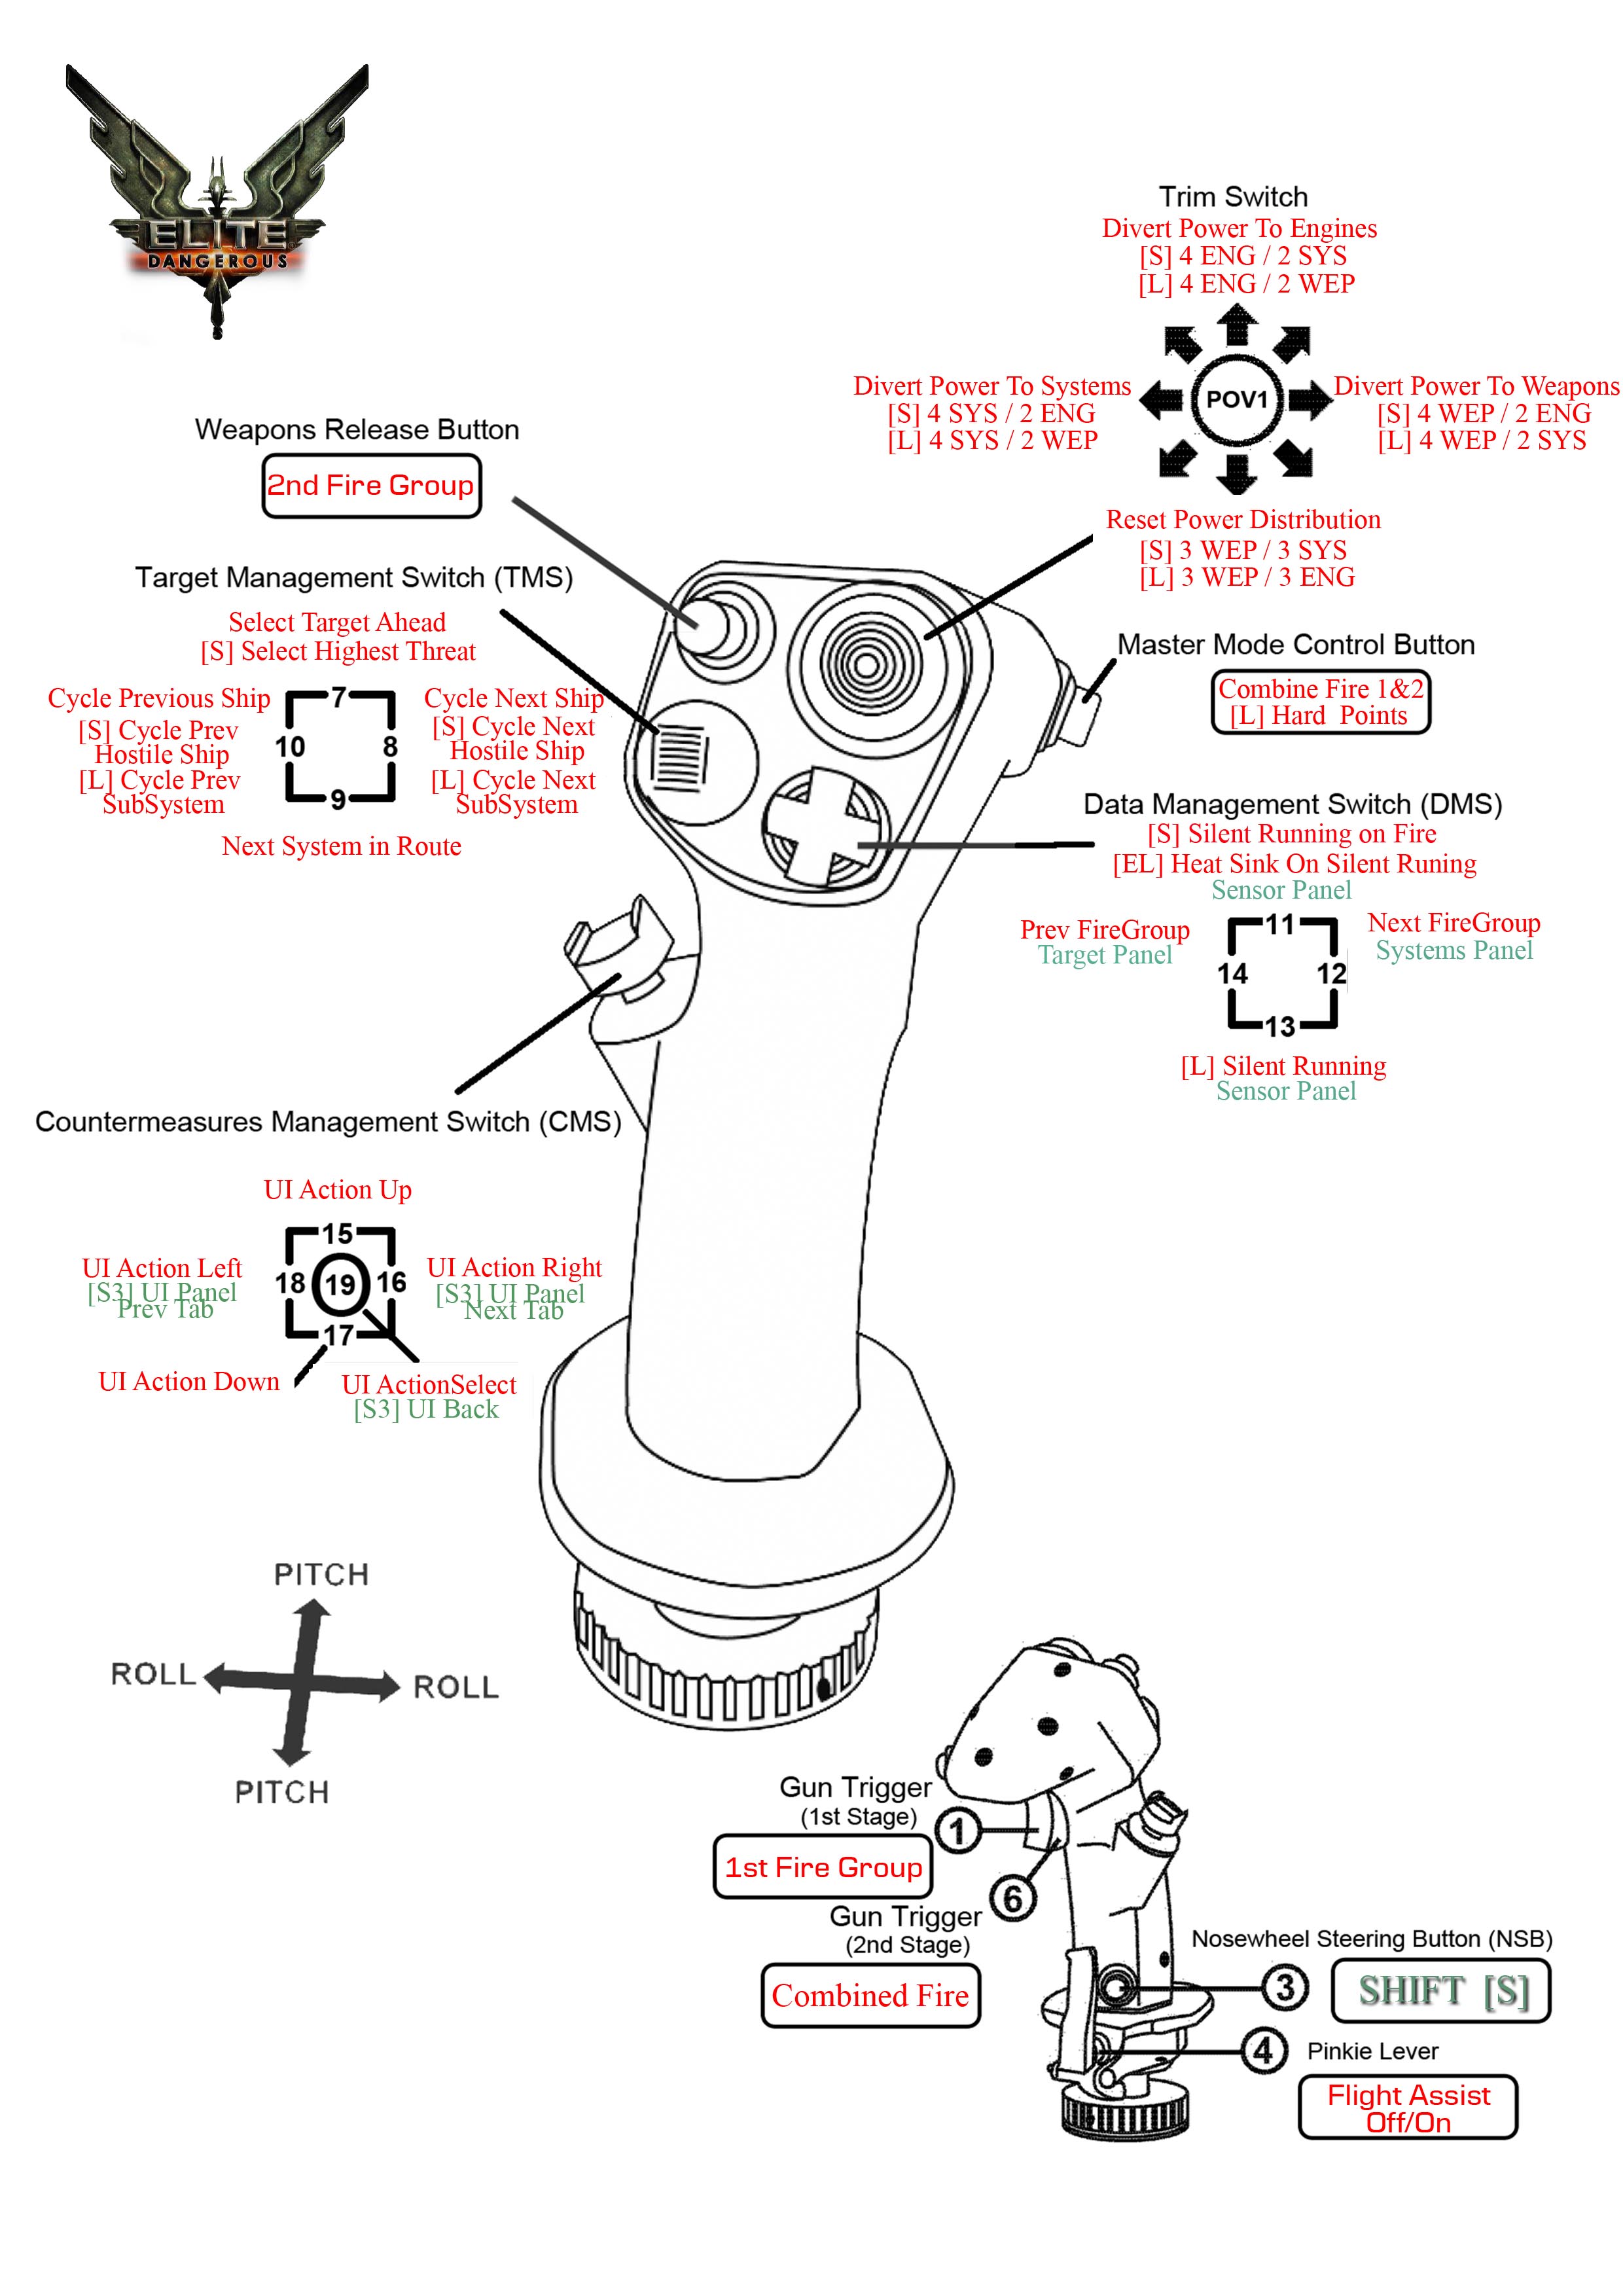 ELITE
DANGEROUS
Trim Switch
Divert Power To Engines
[S] 4 ENG / 2 SYS
[L] 4 ENG / 2 WEP
Divert Power To Systems
[S] 4 SYS / 2 ENG
[L] 4 SYS / 2 WEP
POV1
Divert Power To Weapons
[S] 4 WEP / 2 ENG
[L] 4 WEP / 2 SYS
Reset Power Distribution
[S] 3 WEP / 3 SYS
[L] 3 WEP / 3 ENG
Weapons Release Button
2nd Fire Group
Target Management Switch (TMS)
Select Target Ahead
[S] Select Highest Threat
Cycle Previous Ship
[S] Cycle Prev
Hostile Ship
[L] Cycle Prev
SubSystem
7
10
8
9
Cycle Next Ship
[S] Cycle Next
Hostile Ship
[L] Cycle Next
SubSystem
Next System in Route
Master Mode Control Button
Combine Fire 1&2
[L] Hard Points
Data Management Switch (DMS)
[S] Silent Running on Fire
[EL] Heat Sink On Silent Runing
Sensor Panel
Prev FireGroup
Target Panel
11
14
12
13
Next FireGroup
Systems Panel
[L] Silent Running
Sensor Panel
Countermeasures Management Switch (CMS)
UI Action Up
UI Action Left
[S3] UI Panel
Prev Tab
15
18
19
16
17
UI Action Right
[S3] UI Panel
Next Tab
UI Action Down
UI ActionSelect
[S3] UI Back
PITCH
ROLL
ROLL
PITCH
Gun Trigger
(1st Stage)
1
1st Fire Group
6
Gun Trigger
(2nd Stage)
Combined Fire
Nosewheel Steering Button (NSB)
3
SHIFT [S]
4
Pinkie Lever
Flight Assist
Off/On